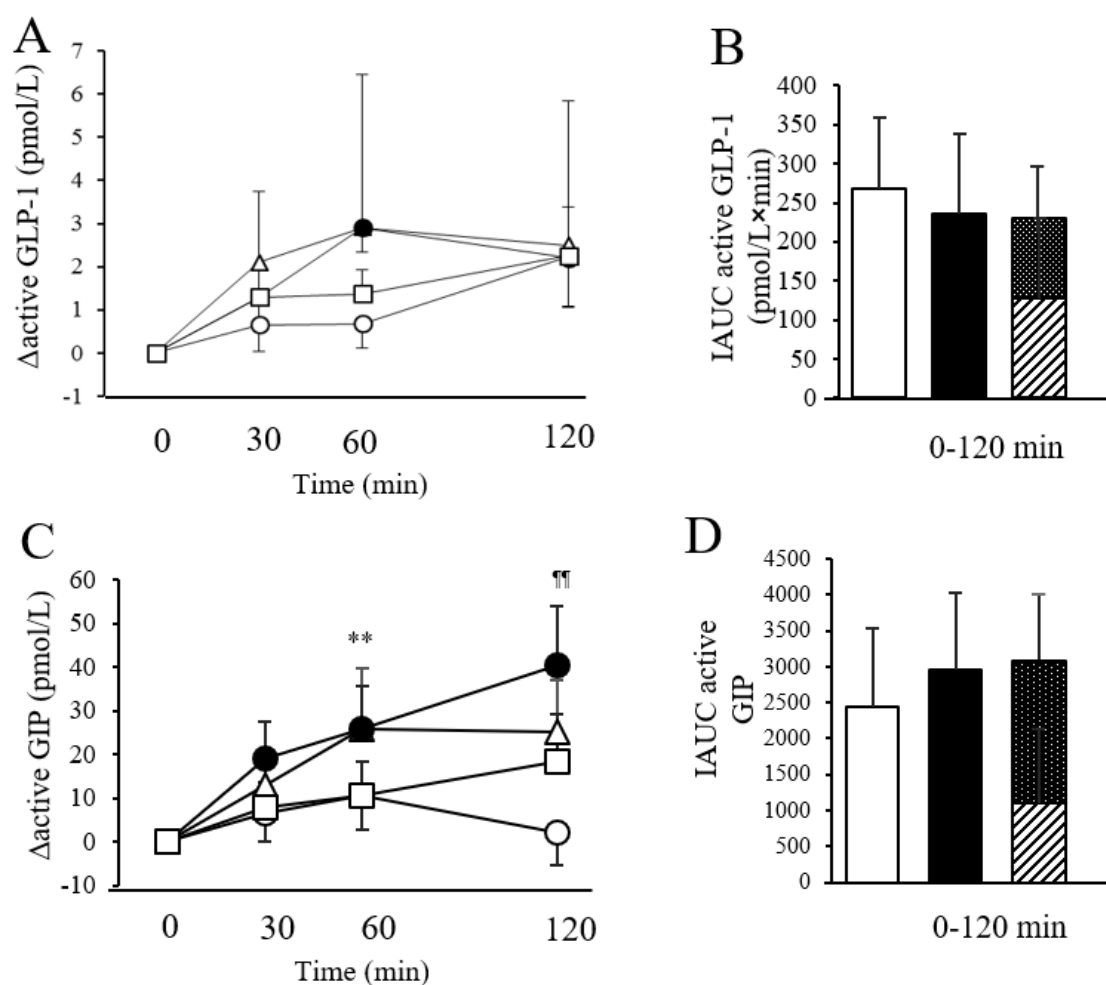 A
Δactive GLP-1 (pmol/L)
7
6
5
4
3
2
1
0
-1
0 30 60 120
Time (min)
B
IAUC active GLP-1
(pmol/L×min)
400
350
300
250
200
150
100
50
0
0-120 min
C
Δactive GIP (pmol/L)
60
50
40
30
20
10
0
-10
**
¶¶
0 30 60 120
Time (min)
D
IAUC active
GIP
4500
4000
3500
3000
2500
2000
1500
1000
500
0
0-120 min